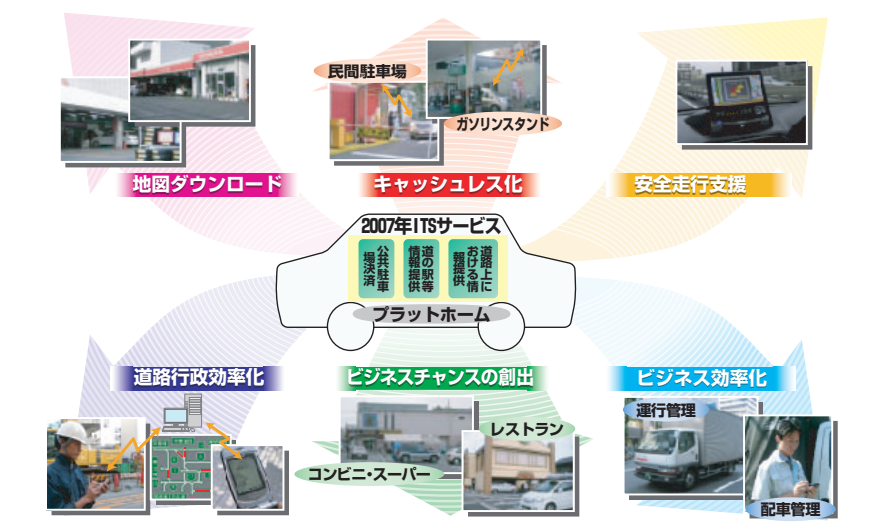 民間駐車場
ガソリンスタンド
地図ダウンロード
キャッシュレス化
安全走行支援
2007年ITSサービス
公共駐車
場決済
道の駅等
情報提供
道路上に
おける情
報提供
プラットホーム
道路行政効率化
ビジネスチャンスの創出
ビジネス効率化
運行管理
レストラン
コンビニ・スーパー
配車管理